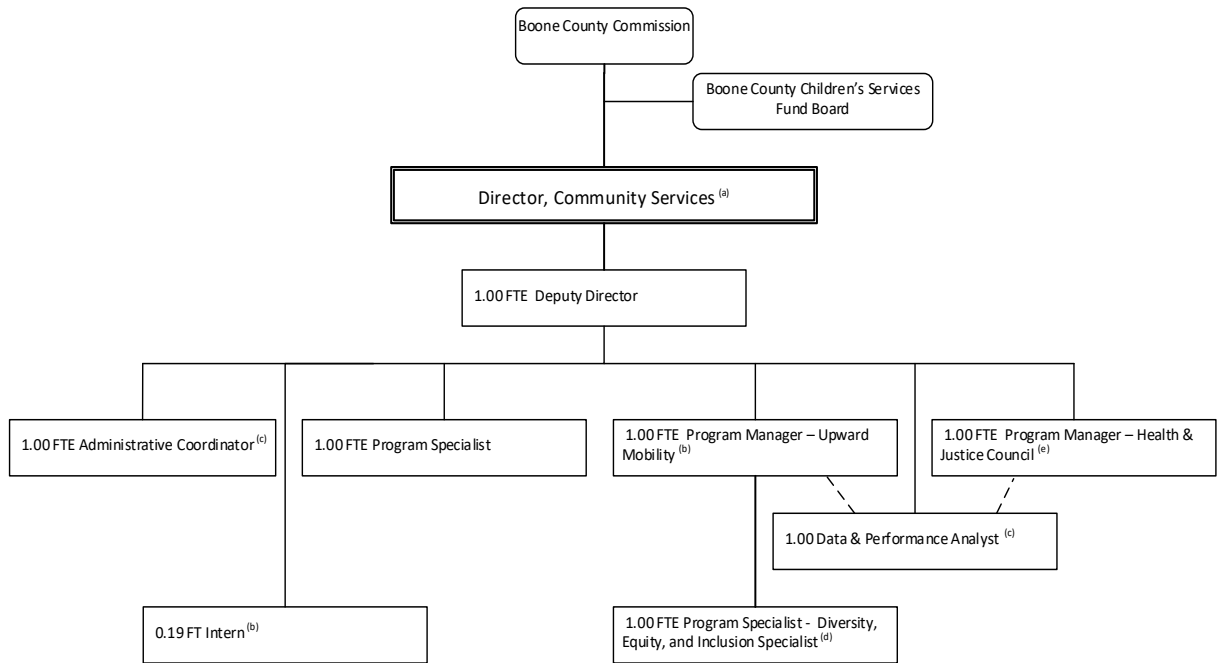 Boone County Commission
Boone County Children's Services
Fund Board
Director, Community Services (a)
1.00 FTE Deputy Director
1.00 FTE Administrative Coordinator (c)
1.00 FTE Program Specialist
1.00 FTE Program Manager – Upward
Mobility (b)
1.00 FTE Program Manager – Health &
Justice Council (e)
1.00 Data & Performance Analyst (c)
0.19 FT Intern (b)
1.00 FTE Program Specialist - Diversity,
Equity, and Inclusion Specialist (d)